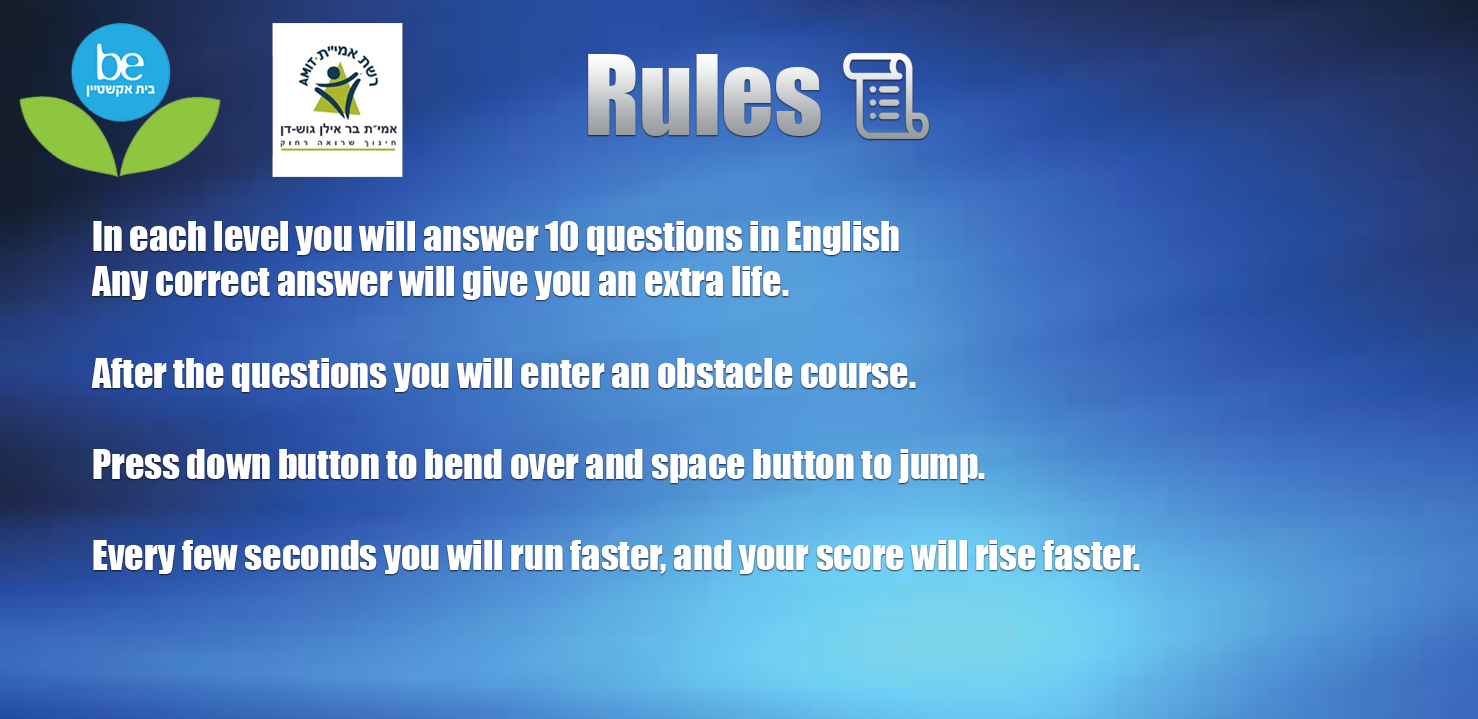 be
בית אקשטיין
רשת אמי"ת · AMIT
אמי"ת בר אילן גוש-דן
חינוך שרואה רחוק
Rules
In each level you will answer 10 questions in English
Any correct answer will give you an extra life.
After the questions you will enter an obstacle course.
Press down button to bend over and space button to jump.
Every few seconds you will run faster, and your score will rise faster.